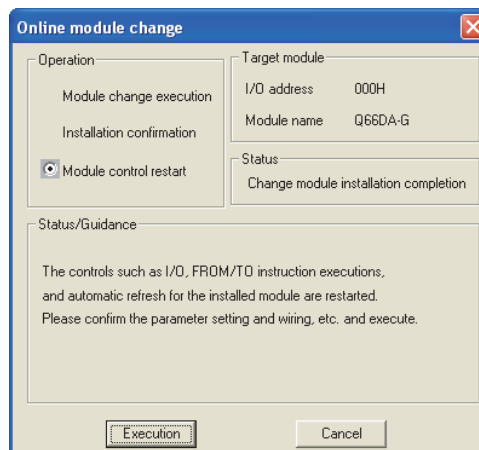 Online module change
Operation
Module change execution
Installation confirmation
Module control restart
Target module
I/O address 000H
Module name Q66DA-G
Status
Change module installation completion
Status/Guidance
The controls such as I/O, FROM/TO instruction executions,
and automatic refresh for the installed module are restarted.
Please confirm the parameter setting and wiring, etc. and execute.
Execution Cancel